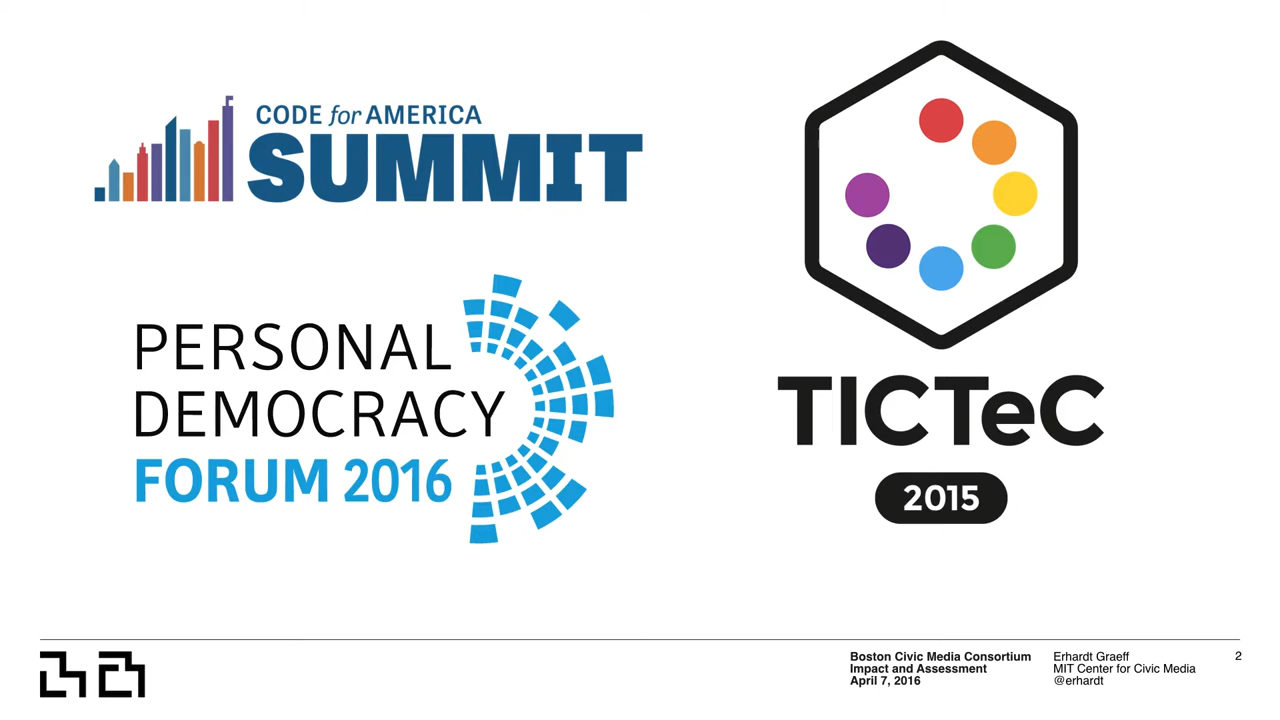 CODE for AMERICA
SUMMIT
PERSONAL
DEMOCRACY
FORUM 2016
TICTeC
2015
Boston Civic Media Consortium
Impact and Assessment
April 7, 2016
Erhardt Graeff
MIT Center for Civic Media
@erhardt
2